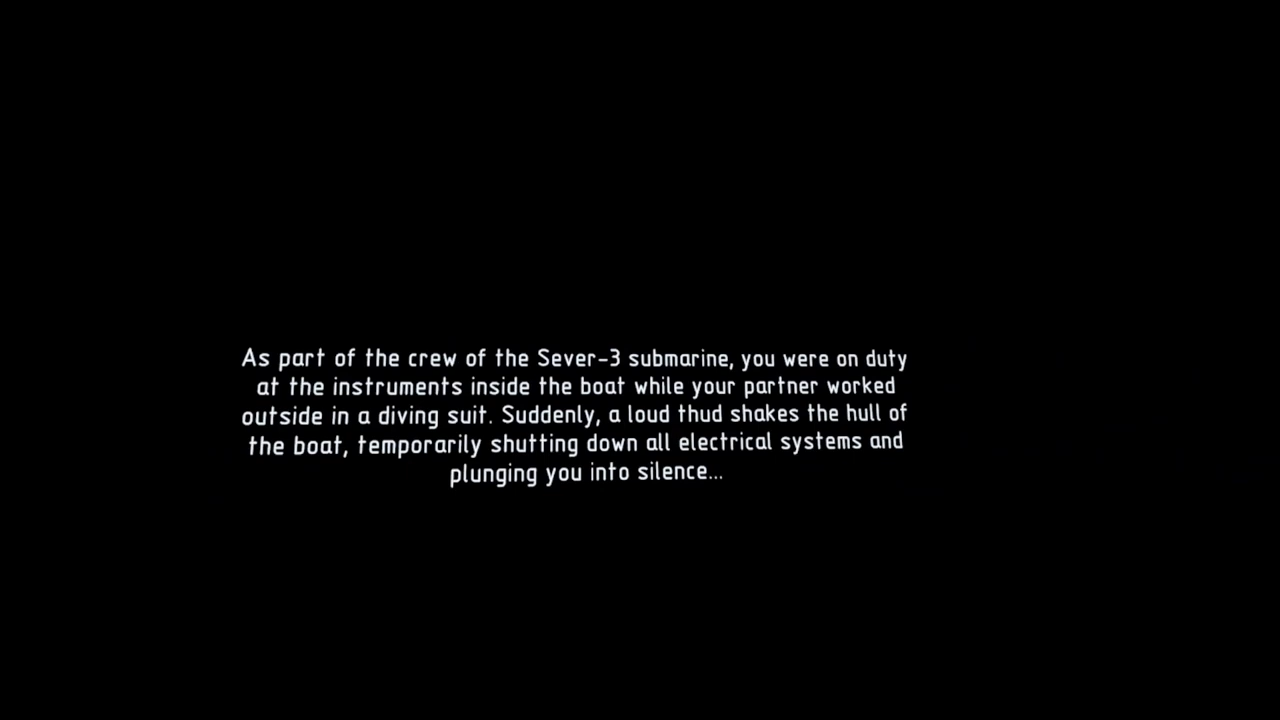 As part of the crew of the Sever-3 submarine, you were on duty
at the instruments inside the boat while your partner worked
outside in a diving suit. Suddenly, a loud thud shakes the hull of
the boat, temporarily shutting down all electrical systems and
plunging you into silence...